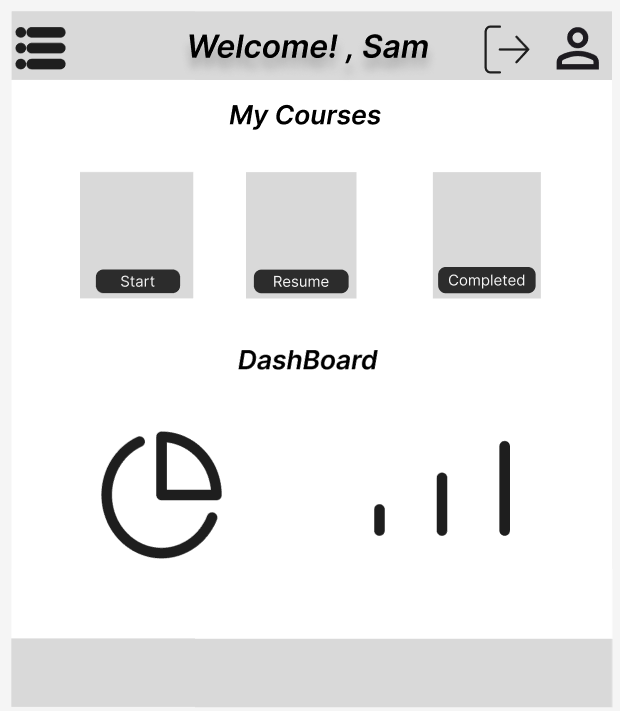 Welcome! , Sam
My Courses
Start
Resume
Completed
DashBoard